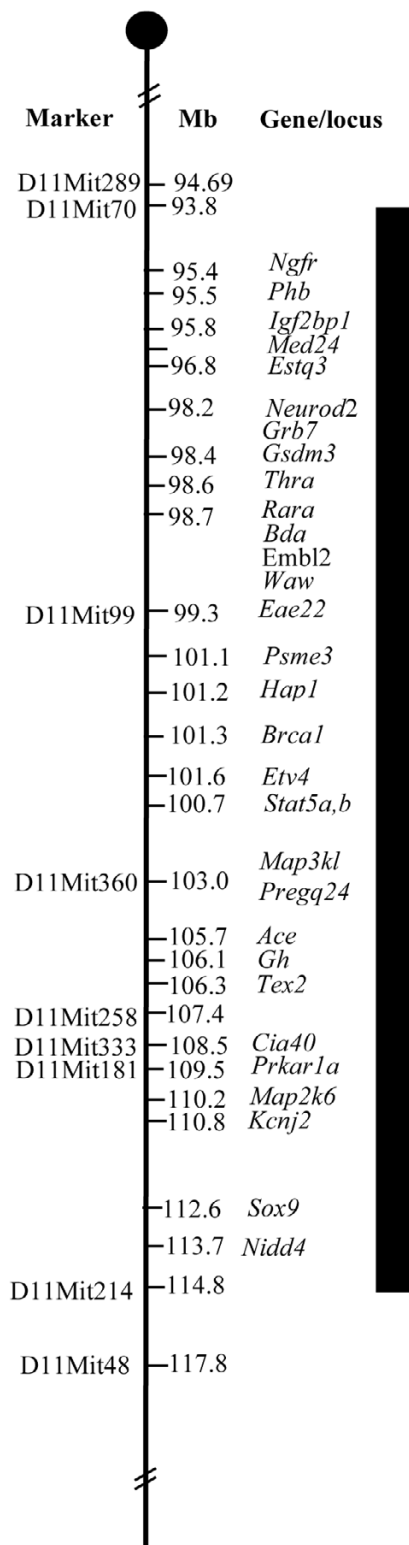 Marker Mb Gene/locus
D11Mit289 94.69
D11Mit70 93.8
95.4 Ngfr
95.5 Phb
95.8 Igf2bp1
Med24
96.8 Estq3
98.2 Neurod2
Grb7
98.4 Gsdm3
98.6 Thra
98.7 Rara
Bda
Embl2
Waw
D11Mit99 99.3 Eae22
101.1 Psme3
101.2 Hap1
101.3 Brca1
101.6 Etv4
100.7 Stat5a,b
Map3kl
D11Mit360 103.0
Pregq24
105.7 Ace
106.1 Gh
106.3 Tex2
D11Mit258 107.4
D11Mit333 108.5 Cia40
D11Mit181 109.5 Prkar1a
110.2 Map2k6
110.8 Kcnj2
112.6 Sox9
113.7 Nidd4
D11Mit214 114.8
D11Mit48 117.8